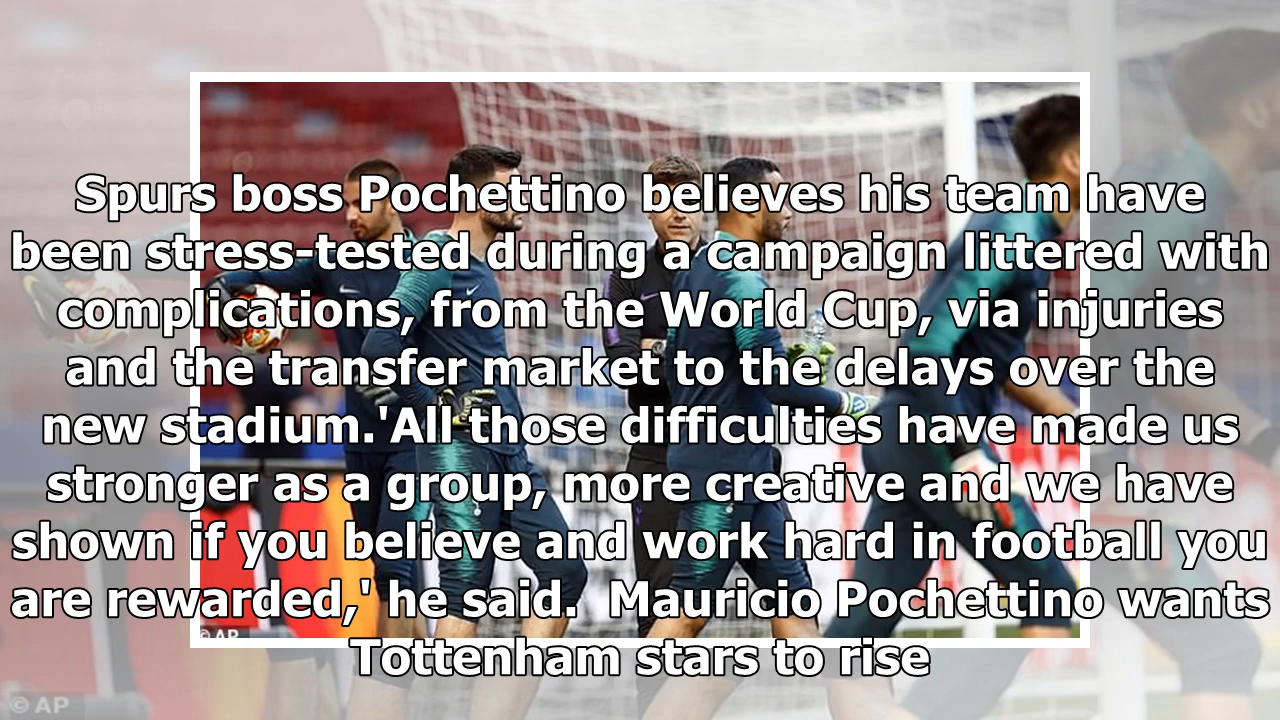 Spurs boss Pochettino believes his team have
been stress-tested during a campaign littered with
complications, from the World Cup, via injuries
and the transfer market to the delays over the
new stadium.'All those difficulties have made us
stronger as a group, more creative and we have
shown if you believe and work hard in football you
are rewarded,' he said.  Mauricio Pochettino wants
© AP
Tottenham stars to rise
© AP